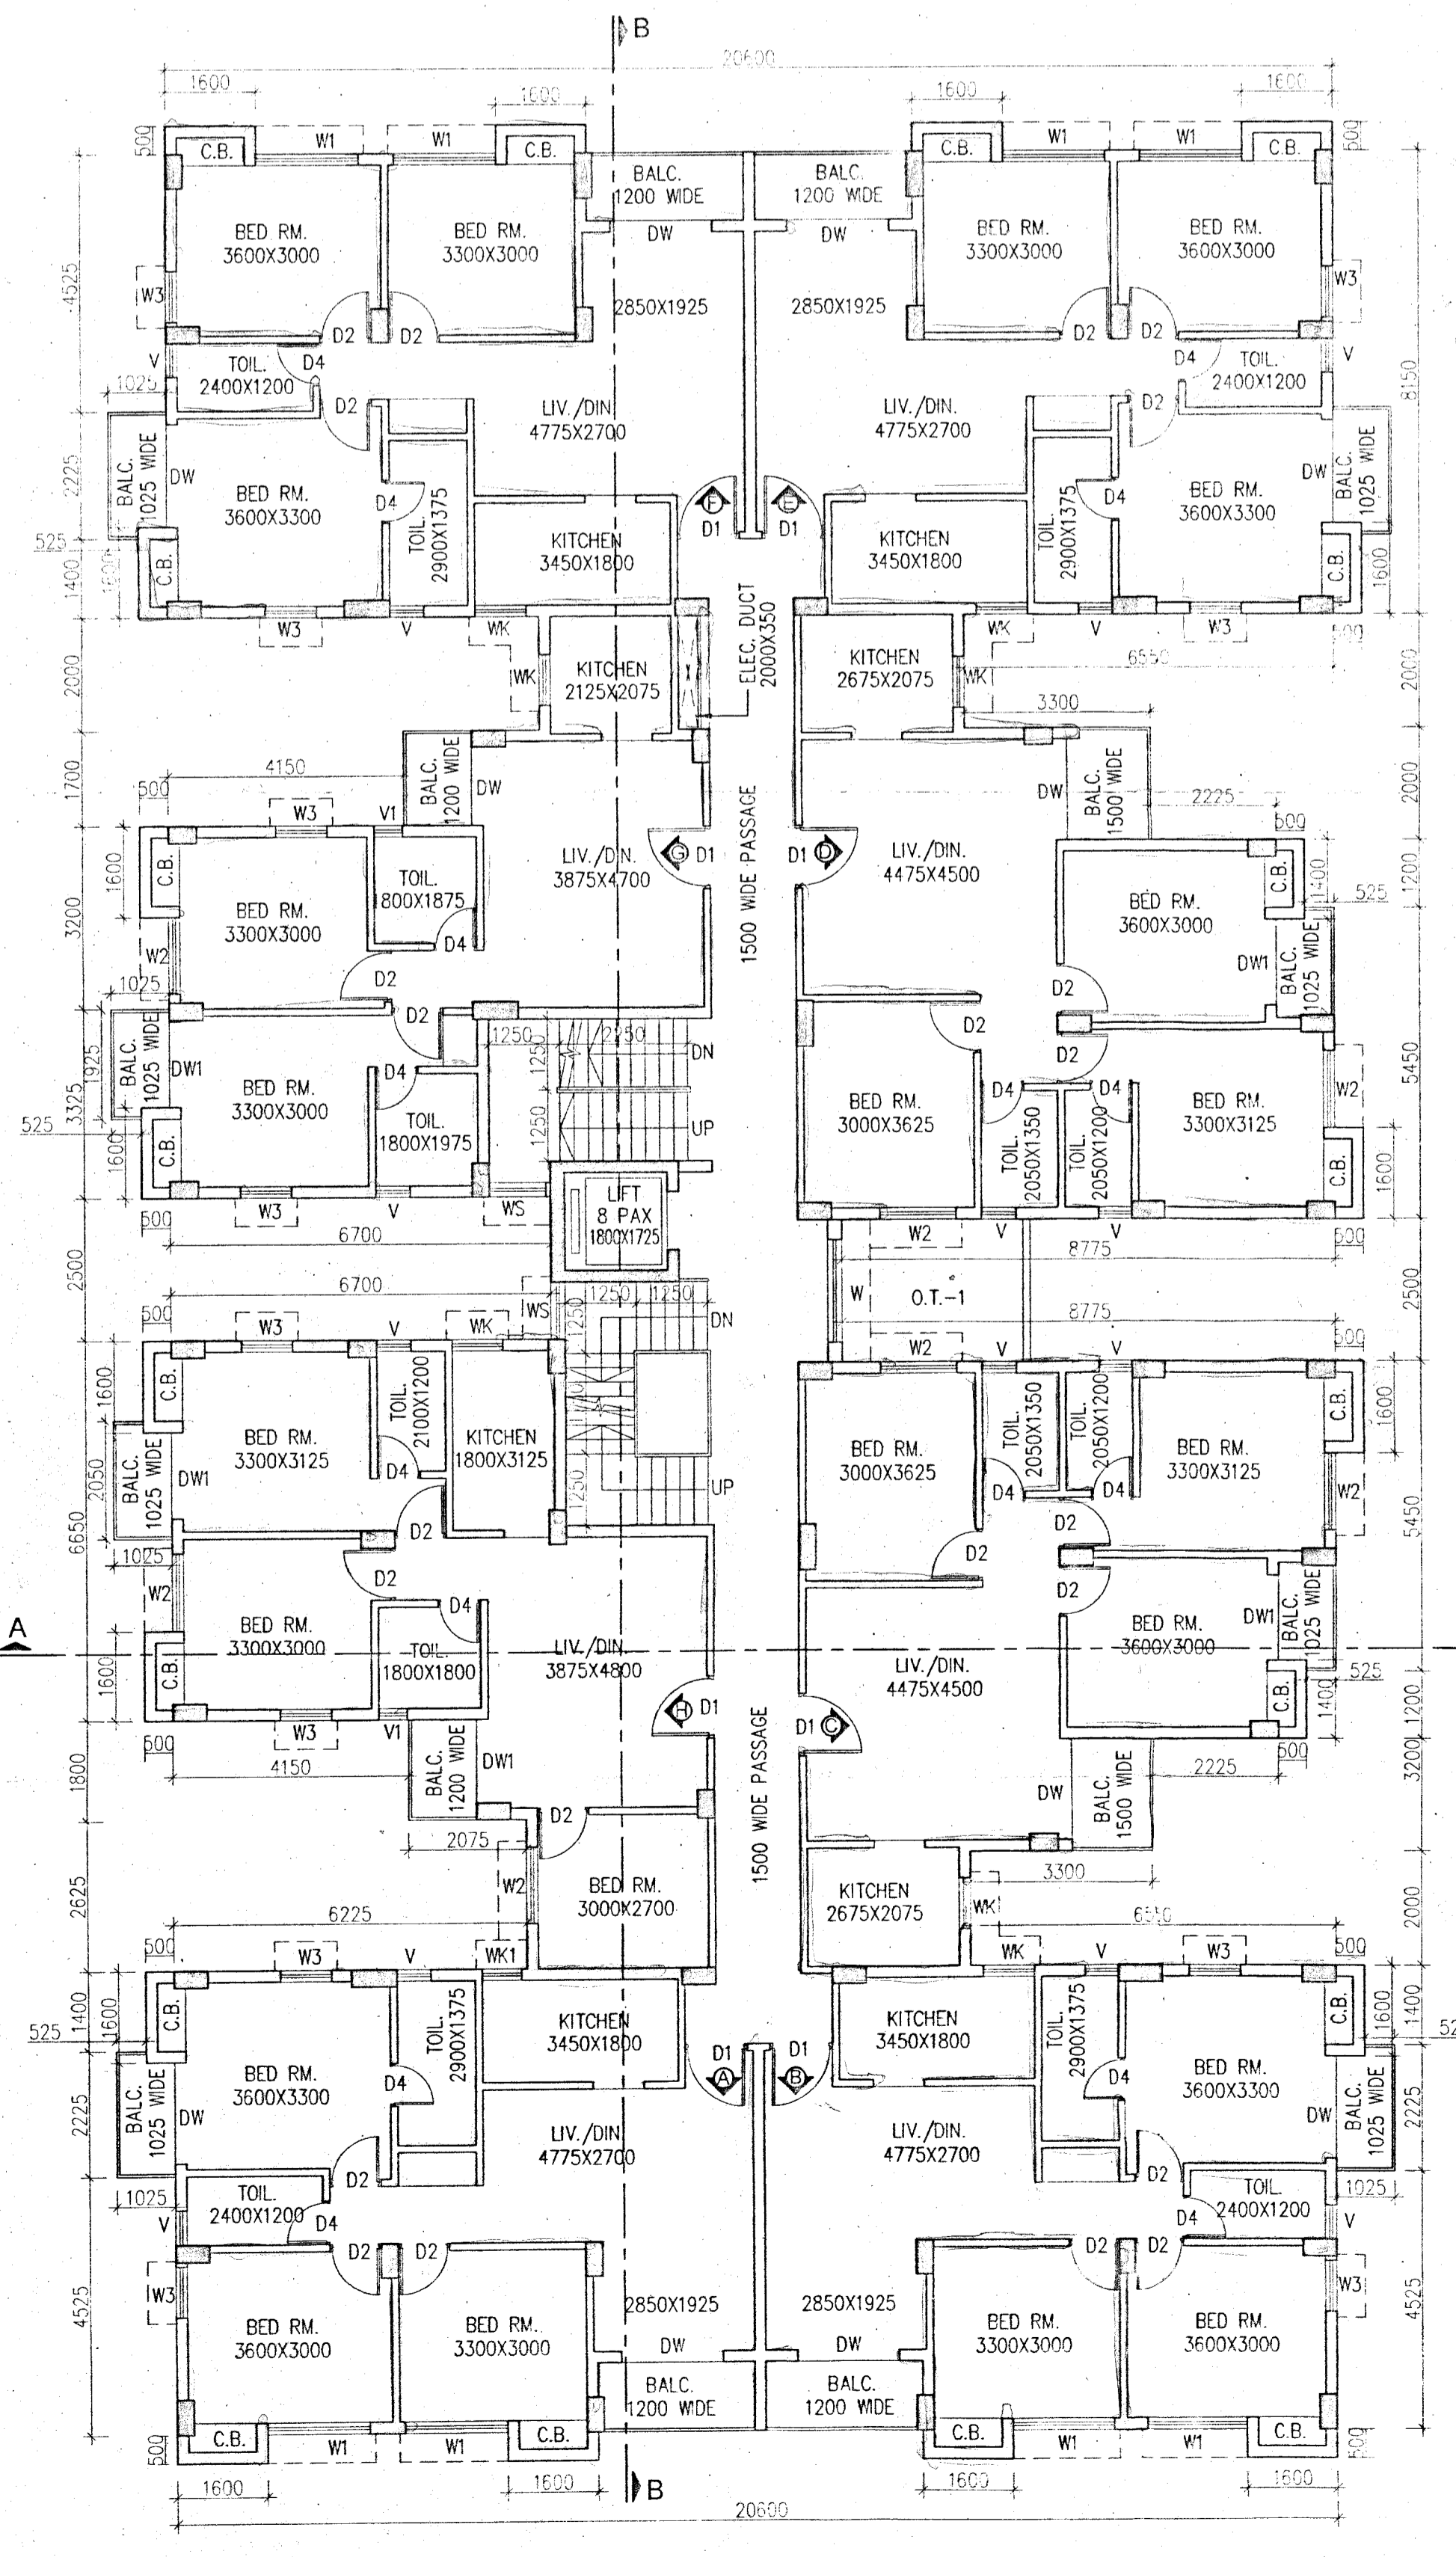 B
20600
1600
1600
1600
1600
500
C.B.
W1
W1
C.B.
C.B.
W1
W1
C.B.
500
BALC.
1200 WIDE
BALC.
1200 WIDE
BED RM.
3600X3000
BED RM.
3300X3000
DW
DW
BED RM.
3300X3000
BED RM.
3600X3000
4525
W3
2850X1925
2850X1925
W3
D2
D2
D2
D2
V
TOIL.
2400X1200
D4
D4
TOIL.
2400X1200
V
8150
1025
D2
LIV./DIN.
4775X2700
LIV./DIN.
4775X2700
D2
2225
BALC.
1025 WIDE
DW
BED RM.
3600X3300
D4
TOIL.
2900X1375
F
D1
E
D1
TOIL.
2900X1375
D4
BED RM.
3600X3300
DW
BALC.
1025 WIDE
525
1400
1600
C.B.
KITCHEN
3450X1800
KITCHEN
3450X1800
C.B.
1600
W3
V
WK
ELEC. DUCT
2000X350
WK
V
W3
500
2000
WK
KITCHEN
2125X2075
KITCHEN
2675X2075
WK
6550
2000
3300
1700
4150
500
W3
V1
BALC.
1200 WIDE
DW
DW
BALC.
1500 WIDE
2225
500
2000
1600
C.B.
TOIL.
1800X1875
LIV./DIN.
3875X4700
G
D1
1500 WIDE PASSAGE
D1
D
LIV./DIN.
4475X4500
C.B.
1400
525
1200
3200
BED RM.
3300X3000
BED RM.
3600X3000
W2
D4
D2
DW1
BALC.
1025 WIDE
1025
D2
D2
D2
1925
BALC.
1025 WIDE
DW1
D4
1250
2250
1250
DN
D2
5450
3325
BED RM.
3300X3000
TOIL.
1800X1975
1250
UP
BED RM.
3000X3625
D4
D4
TOIL.
2050X1350
TOIL.
2050X1200
BED RM.
3300X3125
W2
525
1600
C.B.
C.B.
1600
500
W3
V
WS
LIFT
8 PAX
1800X1725
W2
V
V
500
6700
8775
2500
W
O.T.-1
2500
6700
1250
1250
8775
500
W3
V
WK
WS
1250
DN
W2
V
V
500
1600
C.B.
TOIL.
2100X1200
TOIL.
2050X1350
TOIL.
2050X1200
C.B.
1600
2050
BALC.
1025 WIDE
DW1
BED RM.
3300X3125
D4
KITCHEN
1800X3125
1250
UP
BED RM.
3000X3625
D4
D4
BED RM.
3300X3125
W2
6650
D2
D2
5450
1025
W2
D2
D2
D2
D4
DW1
BALC.
1025 WIDE
A
BED RM.
3300X3000
TOIL.
1800X1800
LIV./DIN.
3875X4800
LIV./DIN.
4475X4500
BED RM.
3600X3000
525
1600
C.B.
C.B.
1400
1200
W3
V1
H
D1
1500 WIDE PASSAGE
D1
C
500
4150
BALC.
1200 WIDE
DW1
DW
BALC.
1500 WIDE
2225
500
3200
1800
D2
2075
3300
2625
W2
BED RM.
3000X2700
KITCHEN
2675X2075
WK
2000
6225
500
W3
V
WK1
WK
V
W3
500
1400
1600
C.B.
TOIL.
2900X1375
KITCHEN
3450X1800
KITCHEN
3450X1800
TOIL.
2900X1375
C.B.
1600
1400
525
D1
A
D1
B
2225
BALC.
1025 WIDE
DW
BED RM.
3600X3300
D4
D4
BED RM.
3600X3300
DW
BALC.
1025 WIDE
2225
LIV./DIN.
4775X2700
LIV./DIN.
4775X2700
D2
D2
1025
V
TOIL.
2400X1200
D4
D4
TOIL.
2400X1200
1025
V
D2
D2
D2
D2
4525
W3
BED RM.
3600X3000
BED RM.
3300X3000
2850X1925
2850X1925
BED RM.
3300X3000
BED RM.
3600X3000
W3
4525
DW
DW
BALC.
1200 WIDE
BALC.
1200 WIDE
500
C.B.
W1
W1
C.B.
C.B.
W1
W1
C.B.
500
1600
1600
B
1600
1600
20600